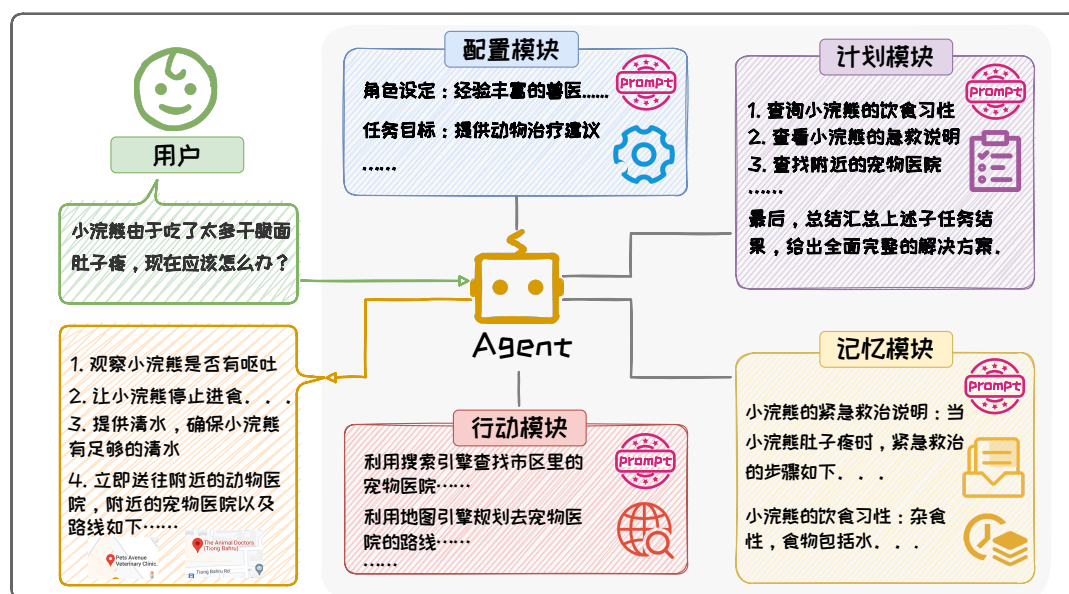 用户
小浣熊由于吃了太多干脆面
肚子疼，现在应该怎么办？
1. 观察小浣熊是否有呕吐
2. 让小浣熊停止进食. . .
3. 提供清水，确保小浣熊
有足够的清水
4. 立即送往附近的动物医
院，附近的宠物医院以及
路线如下……
Pets Avenue
Veterinary Clinic.
The Animal Doctors
(Tiong Bahru)
Tiong Bahru Rd
配置模块
Prompt
角色设定：经验丰富的兽医……
任务目标：提供动物治疗建议
……
Agent
行动模块
Prompt
利用搜索引擎查找市区里的
宠物医院……
利用地图引擎规划去宠物医
院的路线……
……
计划模块
Prompt
1. 查询小浣熊的饮食习性
2. 查看小浣熊的急救说明
3. 查找附近的宠物医院
……
最后，总结汇总上述子任务结
果，给出全面完整的解决方案.
记忆模块
Prompt
小浣熊的紧急救治说明：当
小浣熊肚子疼时，紧急救治
的步骤如下. . .
小浣熊的饮食习性：杂食
性，食物包括水. . .